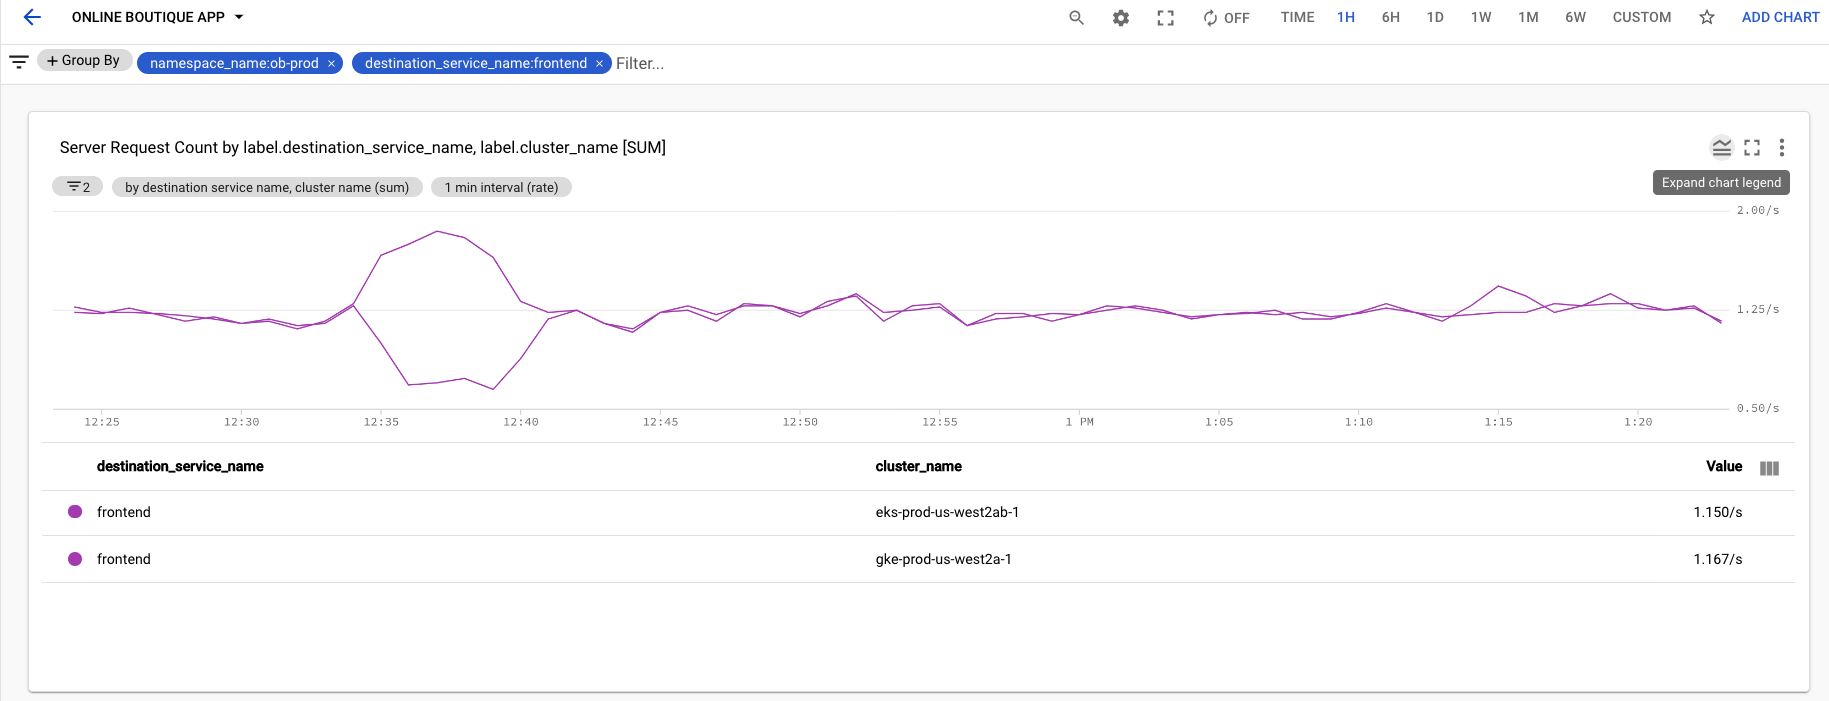 ONLINE BOUTIQUE APP
OFF TIME 1H 6H 1D 1W 1M 6W CUSTOM ADD CHART
+ Group By namespace_name:ob-prod × destination_service_name:frontend × Filter...
Server Request Count by label.destination_service_name, label.cluster_name [SUM]
2 by destination service name, cluster name (sum) 1 min interval (rate)
Expand chart legend
2.00/s
1.25/s
0.50/s
12:25 12:30 12:35 12:40 12:45 12:50 12:55 1 PM 1:05 1:10 1:15 1:20
destination_service_name cluster_name Value
frontend eks-prod-us-west2ab-1 1.150/s
frontend gke-prod-us-west2a-1 1.167/s